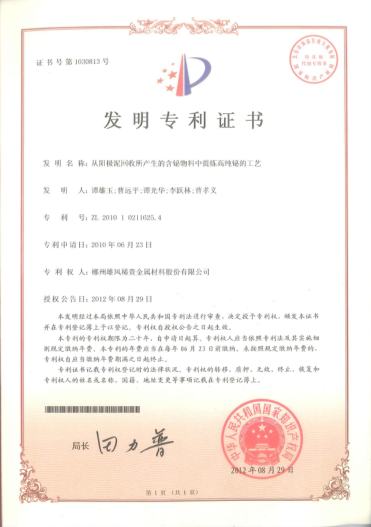 证书号第1030813号
发明专利证书
发 明 名 称：从阳极泥回收所产生的含铋物料中提炼高纯铋的工艺
发 明 人：谭雄玉;曹远平;谭光华;李跃林;曹孝义
专 利 号：ZL 2010 1 0211625.4
专利申请日：2010年06月23日
专 利 权 人：郴州雄风稀贵金属材料股份有限公司
授权公告日：2012年08月29日
本发明经过本局依照中华人民共和国专利法进行审查，决定授予专利权，颁发本证书
并在专利登记簿上予以登记。专利权自授权公告之日起生效。
本专利的专利权期限为二十年，自申请日起算。专利权人应当依照专利法及其实施细
则规定缴纳年费。本专利的年费应当在每年06月23日前缴纳。未按照规定缴纳年费的，
专利权自应当缴纳年费期满之日起终止。
专利证书记载专利权登记时的法律状况。专利权的转移、质押、无效、终止、恢复和
专利权人的姓名或名称、国籍、地址变更等事项记载在专利登记簿上。
局长 田力普
中华人民共和国国家知识产权局
2012年08月29日
第1页（共1页）